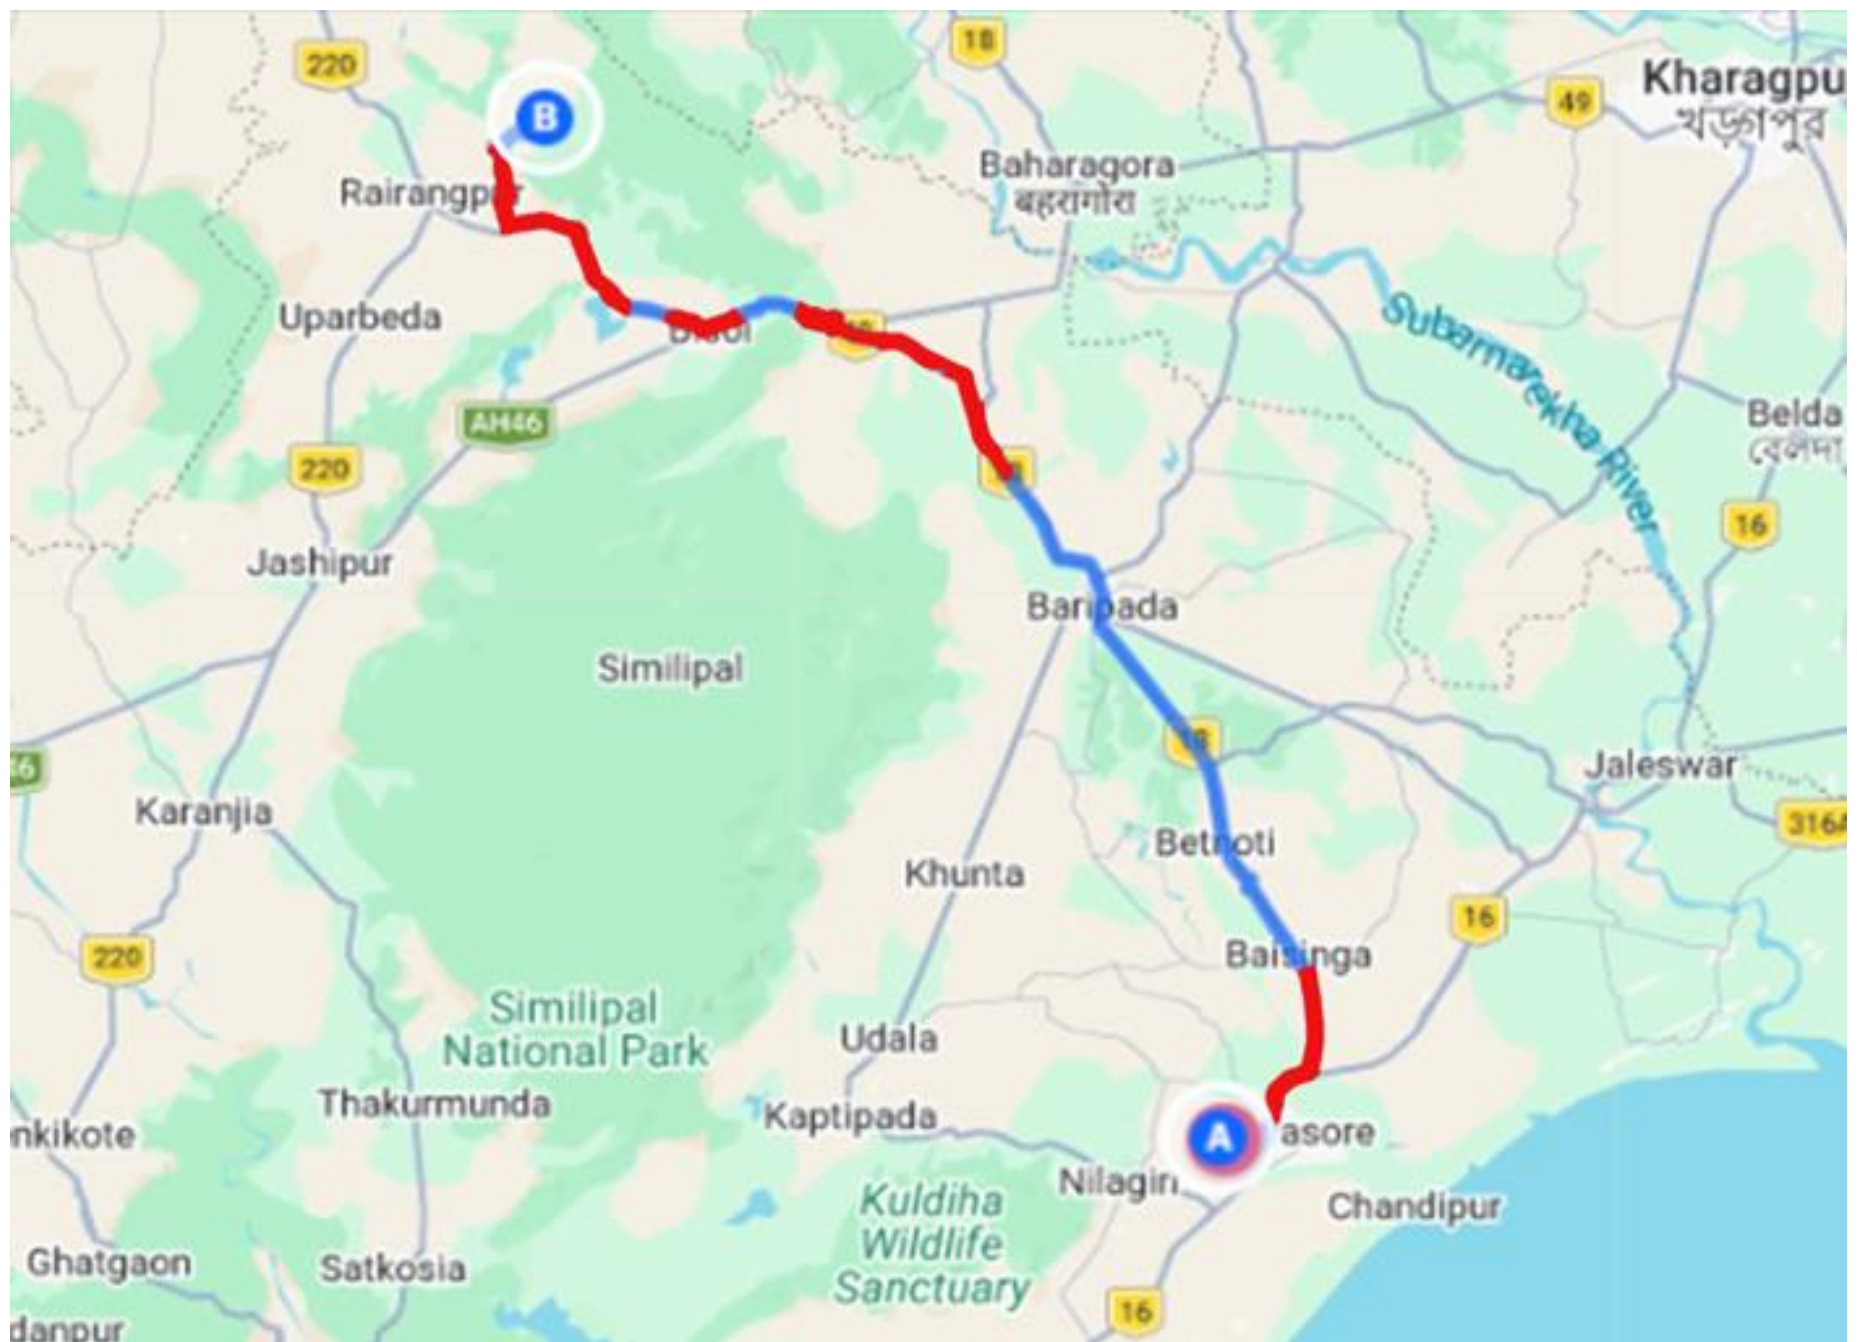 18
220
Kharagpu
খড়্গপুর
49
B
Baharagora
बहरागोरा
Uparbeda
Subarnarekha River
AH46
Belda
বেলদা
220
16
Jashipur
Baripada
Similipal
Jaleswar
46
Karanjia
316A
Betnoti
Khunta
16
Baisinga
220
Similipal
National Park
Udala
Thakurmunda
Kaptipada
nkikote
A
asore
Nilagiri
Kuldiha
Wildlife
Sanctuary
Chandipur
Ghatgaon
Satkosia
16
danpur